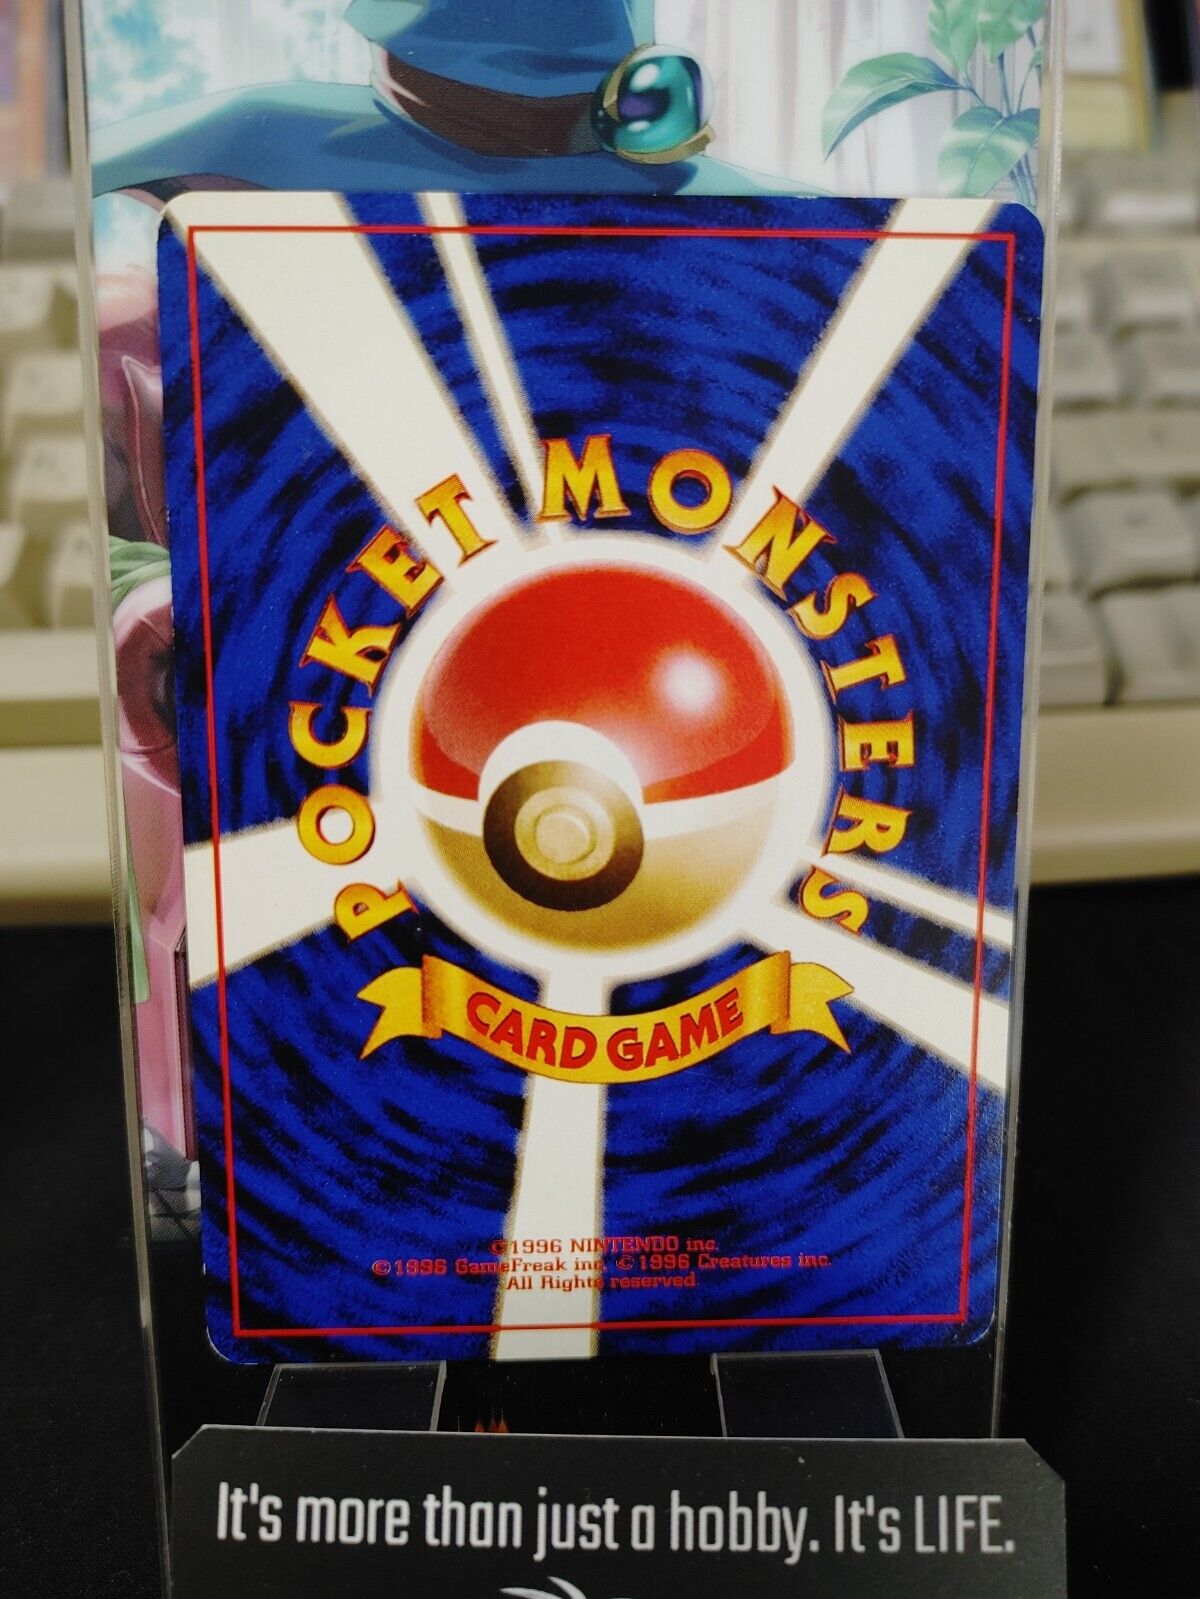 POCKET MONSTERS
CARD GAME
©1996 NINTENDO inc.
©1996 GameFreak inc. ©1996 Creatures inc.
All Rights reserved.
It's more than just a hobby. It's LIFE.